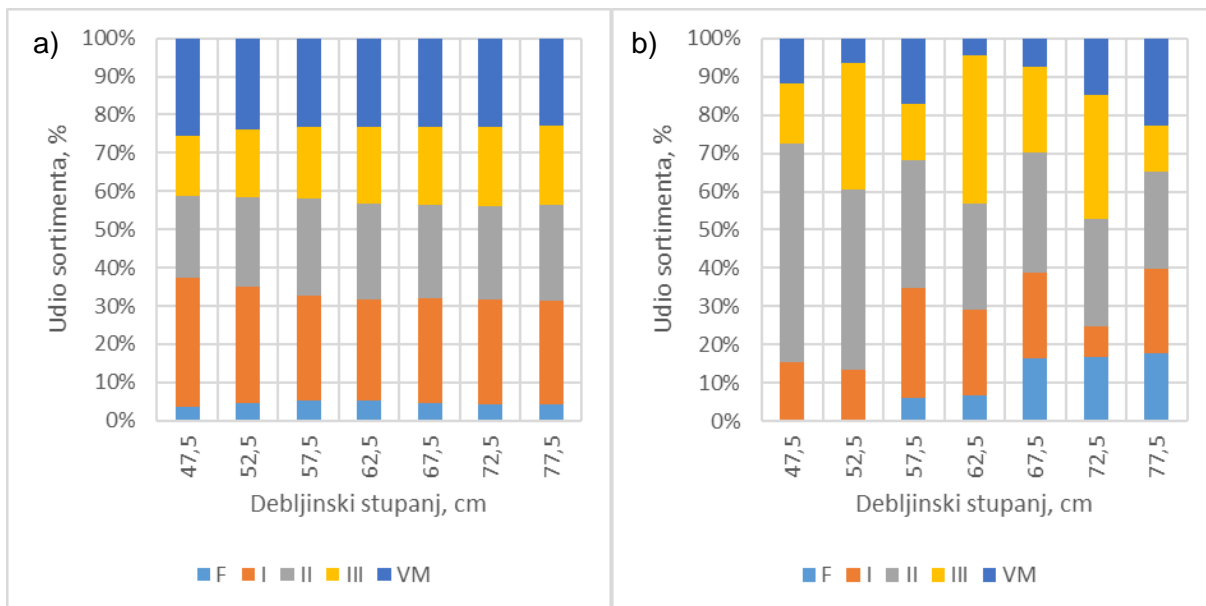 a)
100%
90%
80%
70%
60%
50%
40%
30%
20%
10%
0%
Udio sortimenta, %
47,5 52,5 57,5 62,5 67,5 72,5 77,5
Debljinski stupanj, cm
F I II III VM
b)
100%
90%
80%
70%
60%
50%
40%
30%
20%
10%
0%
Udio sortimenta, %
47,5 52,5 57,5 62,5 67,5 72,5 77,5
Debljinski stupanj, cm
F I II III VM